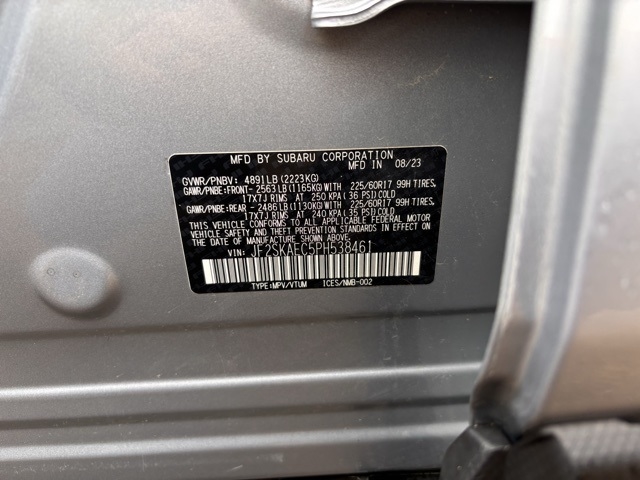 MFD BY SUBARU CORPORATION
MFD IN 08/23
GVWR/PNBV: 4891LB(2223KG)
GAWR/PNBE:FRONT- 2563LB(1165KG)WITH 225/60R17 99H TIRES,
17X7J RIMS AT 250 KPA(36 PSI)COLD
GAWR/PNBE:REAR - 2486LB(1130KG)WITH 225/60R17 99H TIRES,
17X7J RIMS AT 240 KPA(35 PSI)COLD
THIS VEHICLE CONFORMS TO ALL APPLICABLE FEDERAL MOTOR
VEHICLE SAFETY AND BUMPER STANDARDS IN EFFECT ON
THE DATE OF MANUFACTURE SHOWN ABOVE.
VIN: JF2SKAEC5PH538461
TYPE:MPV/VTUM ICES/NMB-002